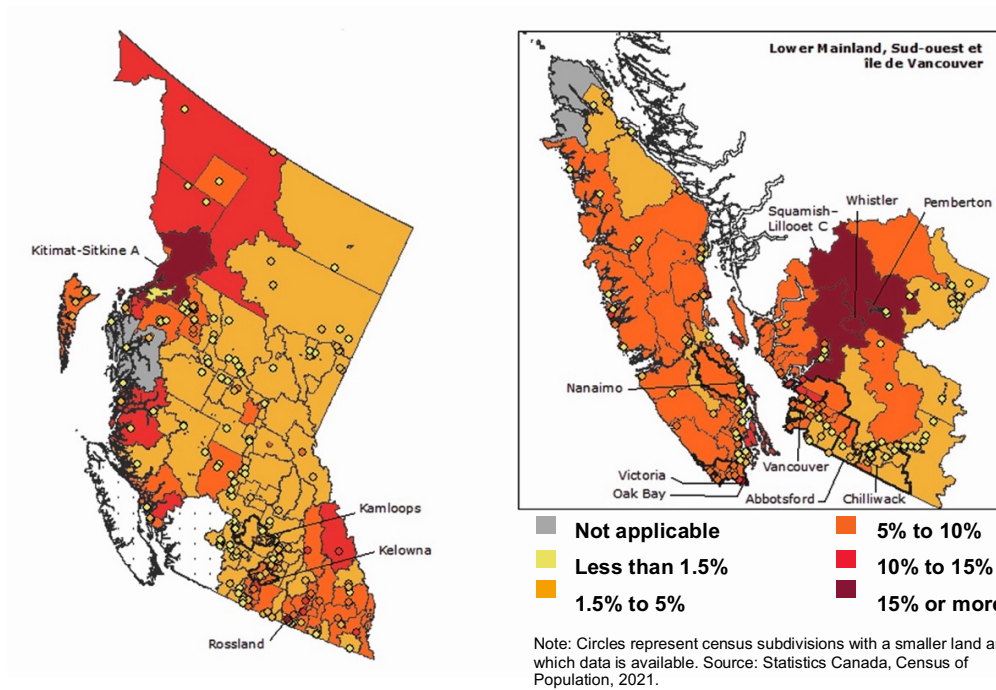 Lower Mainland, Sud-ouest et
île de Vancouver
Kitimat-Sitkine A
Kamloops
Kelowna
Rossland
Squamish-
Lillooet C
Whistler
Pemberton
Nanaimo
Victoria
Oak Bay
Vancouver
Abbotsford
Chilliwack
Not applicable
Less than 1.5%
1.5% to 5%
5% to 10%
10% to 15%
15% or more
Note: Circles represent census subdivisions with a smaller land
which data is available. Source: Statistics Canada, Census of
Population, 2021.